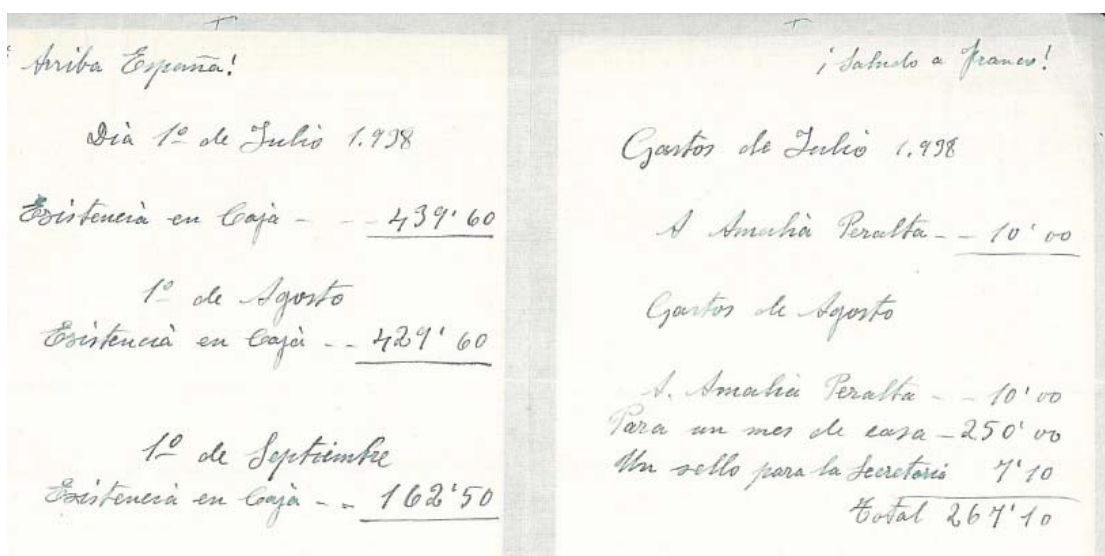 ¡Arriba España!
Dia 1º de Julio 1.938
Existencia en Caja - - 439'60
1º de Agosto
Existencia en Caja - - 429'60
1º de Septiembre
Existencia en Caja - - 162'50
¡Saludo a Franco!
Gastos de Julio 1.938
A Amalia Peralta - - 10'00
Gastos de Agosto
A. Amalia Peralta - - 10'00
Para un mes de casa - 250'00
Un sello para la Secretaria 7'10
Total 267'10